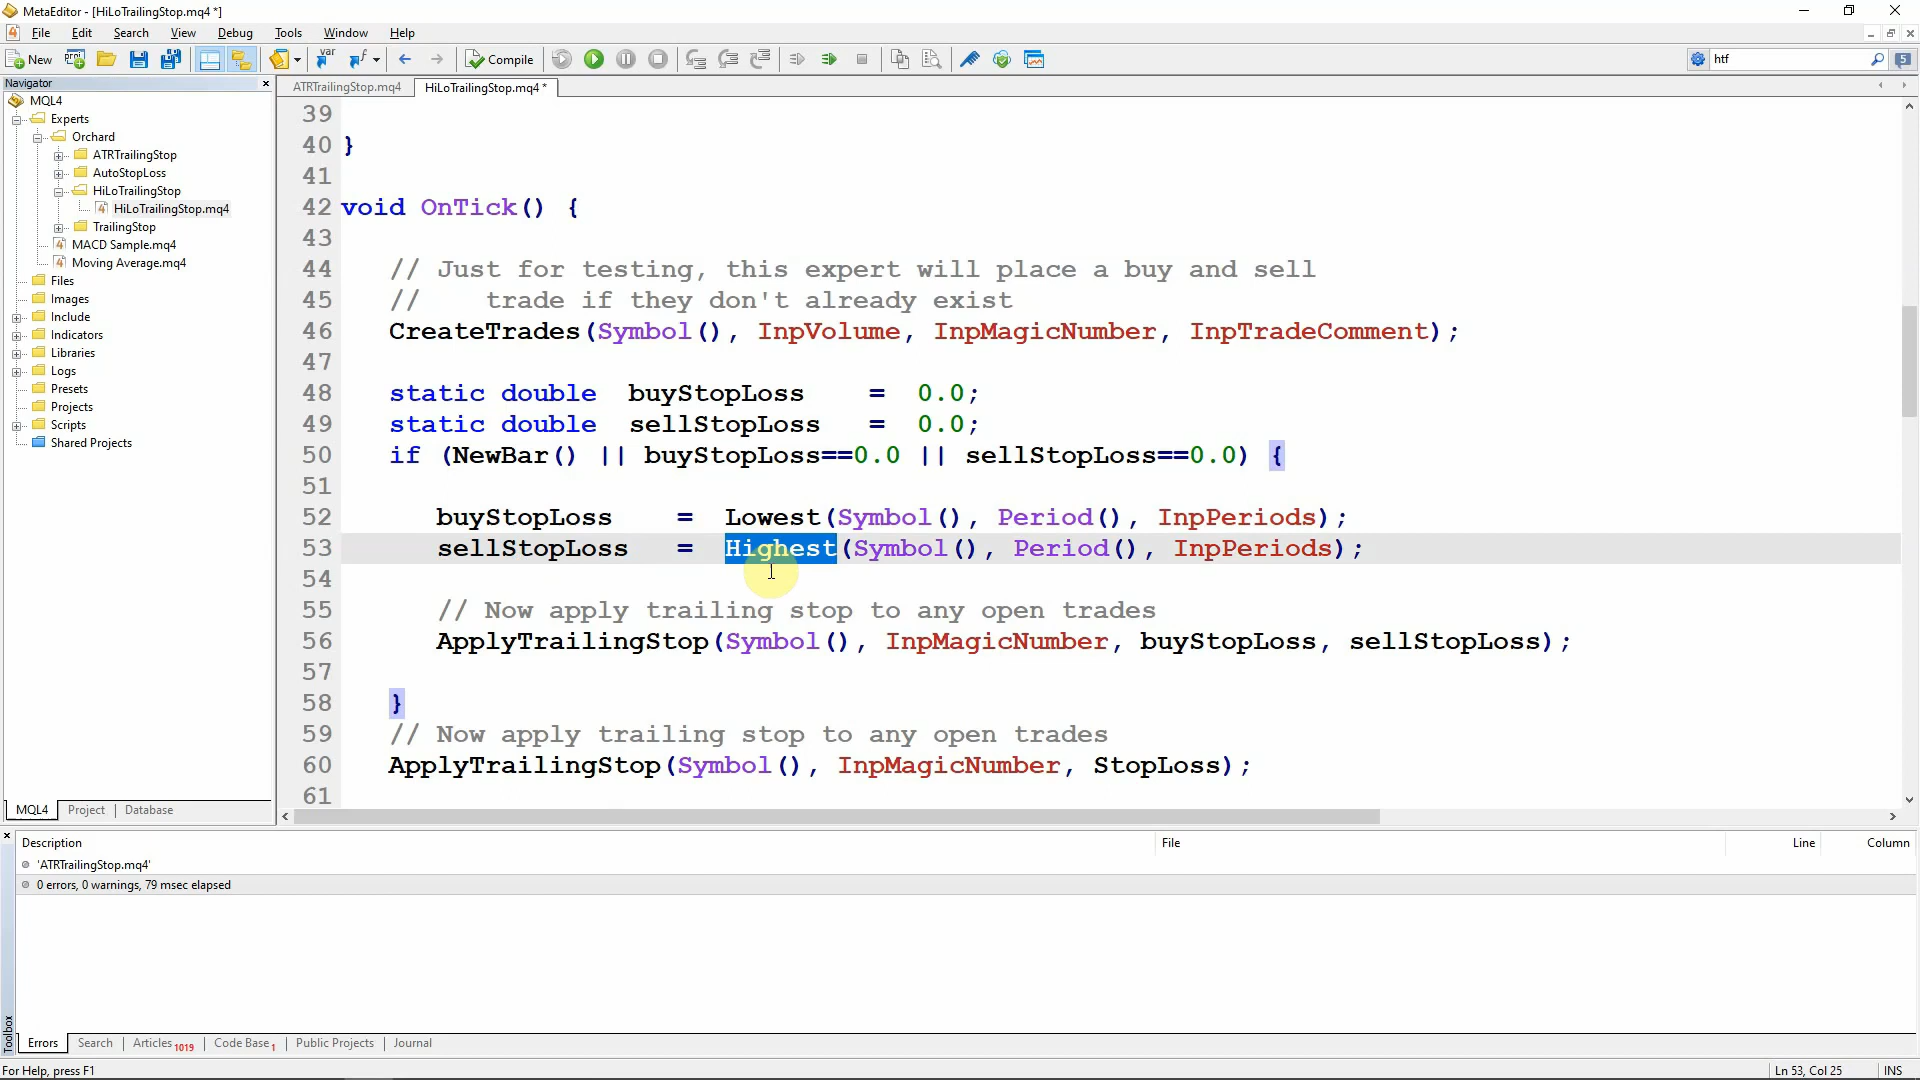 MetaEditor - [HiLoTrailingStop.mq4 *]
File Edit Search View Debug Tools Window Help
New Compile htf 5
Navigator
MQL4
Experts
Orchard
ATRTrailingStop
AutoStopLoss
HiLoTrailingStop
HiLoTrailingStop.mq4
TrailingStop
MACD Sample.mq4
Moving Average.mq4
Files
Images
Include
Indicators
Libraries
Logs
Presets
Projects
Scripts
Shared Projects
MQL4 Project Database
ATRTrailingStop.mq4 HiLoTrailingStop.mq4 *
39
40 }
41
42 void OnTick() {
43
44 // Just for testing, this expert will place a buy and sell
45 // trade if they don't already exist
46 CreateTrades(Symbol(), InpVolume, InpMagicNumber, InpTradeComment);
47
48 static double buyStopLoss = 0.0;
49 static double sellStopLoss = 0.0;
50 if (NewBar() || buyStopLoss==0.0 || sellStopLoss==0.0) {
51
52 buyStopLoss = Lowest(Symbol(), Period(), InpPeriods);
53 sellStopLoss = Highest(Symbol(), Period(), InpPeriods);
54
55 // Now apply trailing stop to any open trades
56 ApplyTrailingStop(Symbol(), InpMagicNumber, buyStopLoss, sellStopLoss);
57
58 }
59 // Now apply trailing stop to any open trades
60 ApplyTrailingStop(Symbol(), InpMagicNumber, StopLoss);
61
Description File Line Column
'ATRTrailingStop.mq4'
0 errors, 0 warnings, 79 msec elapsed
Toolbox
Errors Search Articles 1019 Code Base 1 Public Projects Journal
For Help, press F1 Ln 53, Col 25 INS